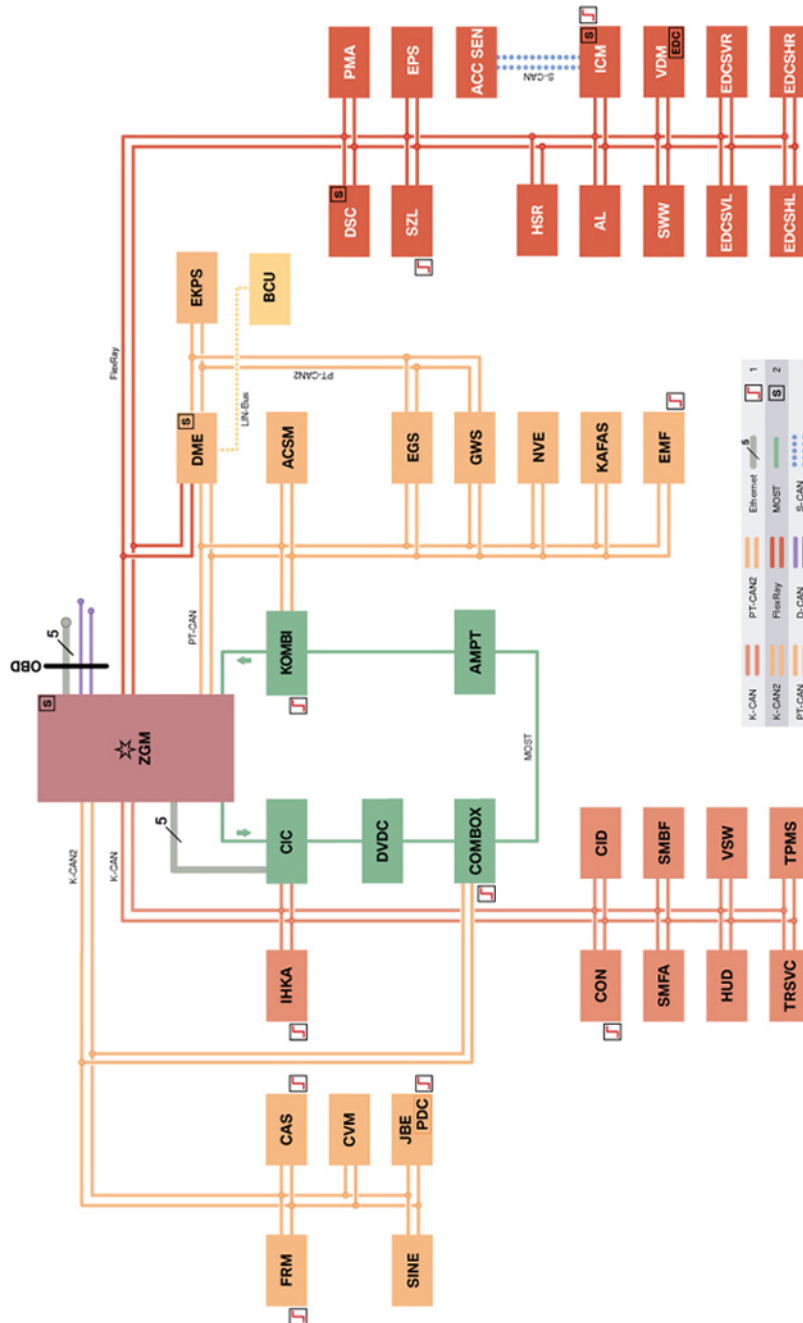 OBD
5
S
ZGM
K-CAN2
K-CAN
5
PT-CAN
FlexRay
PMA
EPS
ACC SEN
S-CAN
S
ICM
VDM
EDC
EDCSVR
EDCSHR
DSC
S
SZL
HSR
AL
SWW
EDCSVL
EDCSHL
EKPS
BCU
LIN-Bus
PT-CAN2
DME
S
ACSM
EGS
GWS
NVE
KAFAS
EMF
KOMBI
AMPT
MOST
CIC
DVDC
COMBOX
IHKA
CID
SMBF
VSW
TPMS
CON
SMFA
HUD
TRSVC
CAS
CVM
JBE
PDC
FRM
SINE
K-CAN
PT-CAN2
Ethernet
5
1
K-CAN2
FlexRay
MOST
S
2
PT-CAN
D-CAN
S-CAN